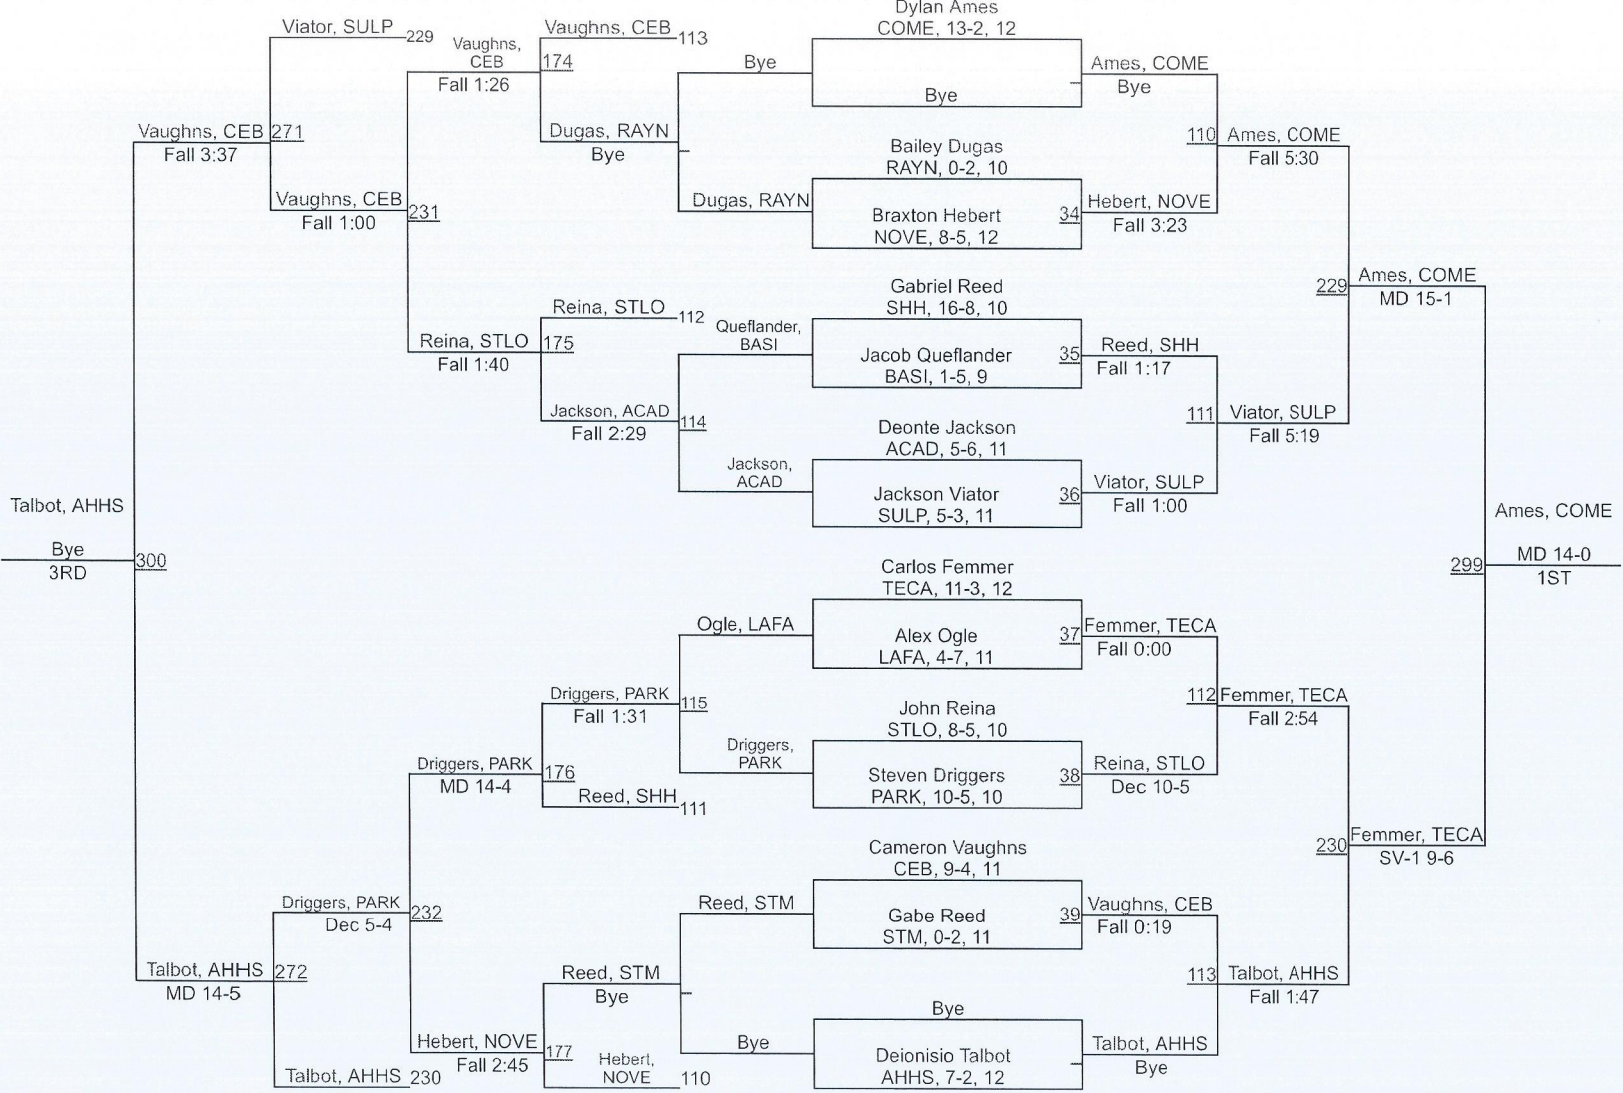 Dylan Ames
COME, 13-2, 12
Bye
Bailey Dugas
RAYN, 0-2, 10
Braxton Hebert
NOVE, 8-5, 12
34
Gabriel Reed
SHH, 16-8, 10
Jacob Queflander
BASI, 1-5, 9
35
Deonte Jackson
ACAD, 5-6, 11
Jackson Viator
SULP, 5-3, 11
36
Carlos Femmer
TECA, 11-3, 12
Alex Ogle
LAFA, 4-7, 11
37
John Reina
STLO, 8-5, 10
Steven Driggers
PARK, 10-5, 10
38
Cameron Vaughns
CEB, 9-4, 11
Gabe Reed
STM, 0-2, 11
39
Bye
Deionisio Talbot
AHHS, 7-2, 12
Ames, COME
Bye
Hebert, NOVE
Fall 3:23
Reed, SHH
Fall 1:17
Viator, SULP
Fall 1:00
Femmer, TECA
Fall 0:00
Reina, STLO
Dec 10-5
Vaughns, CEB
Fall 0:19
Talbot, AHHS
Bye
110
Ames, COME
Fall 5:30
111
Viator, SULP
Fall 5:19
112
Femmer, TECA
Fall 2:54
113
Talbot, AHHS
Fall 1:47
229
Ames, COME
MD 15-1
230
Femmer, TECA
SV-1 9-6
299
Ames, COME
MD 14-0
1ST
Bye
Dugas, RAYN
Queflander,
BASI
Jackson,
ACAD
Ogle, LAFA
Driggers,
PARK
Reed, STM
Bye
Vaughns, CEB
113
Dugas, RAYN
Bye
Reina, STLO
112
Jackson, ACAD
Fall 2:29
114
Driggers, PARK
Fall 1:31
115
Reed, SHH
111
Reed, STM
Bye
Hebert,
NOVE
110
Vaughns,
CEB
Fall 1:26
174
Reina, STLO
Fall 1:40
175
Driggers, PARK
MD 14-4
176
Hebert, NOVE
Fall 2:45
177
Viator, SULP
229
Vaughns, CEB
Fall 1:00
231
Driggers, PARK
Dec 5-4
232
Talbot, AHHS
230
Vaughns, CEB
Fall 3:37
271
Talbot, AHHS
MD 14-5
272
Talbot, AHHS
Bye
3RD
300